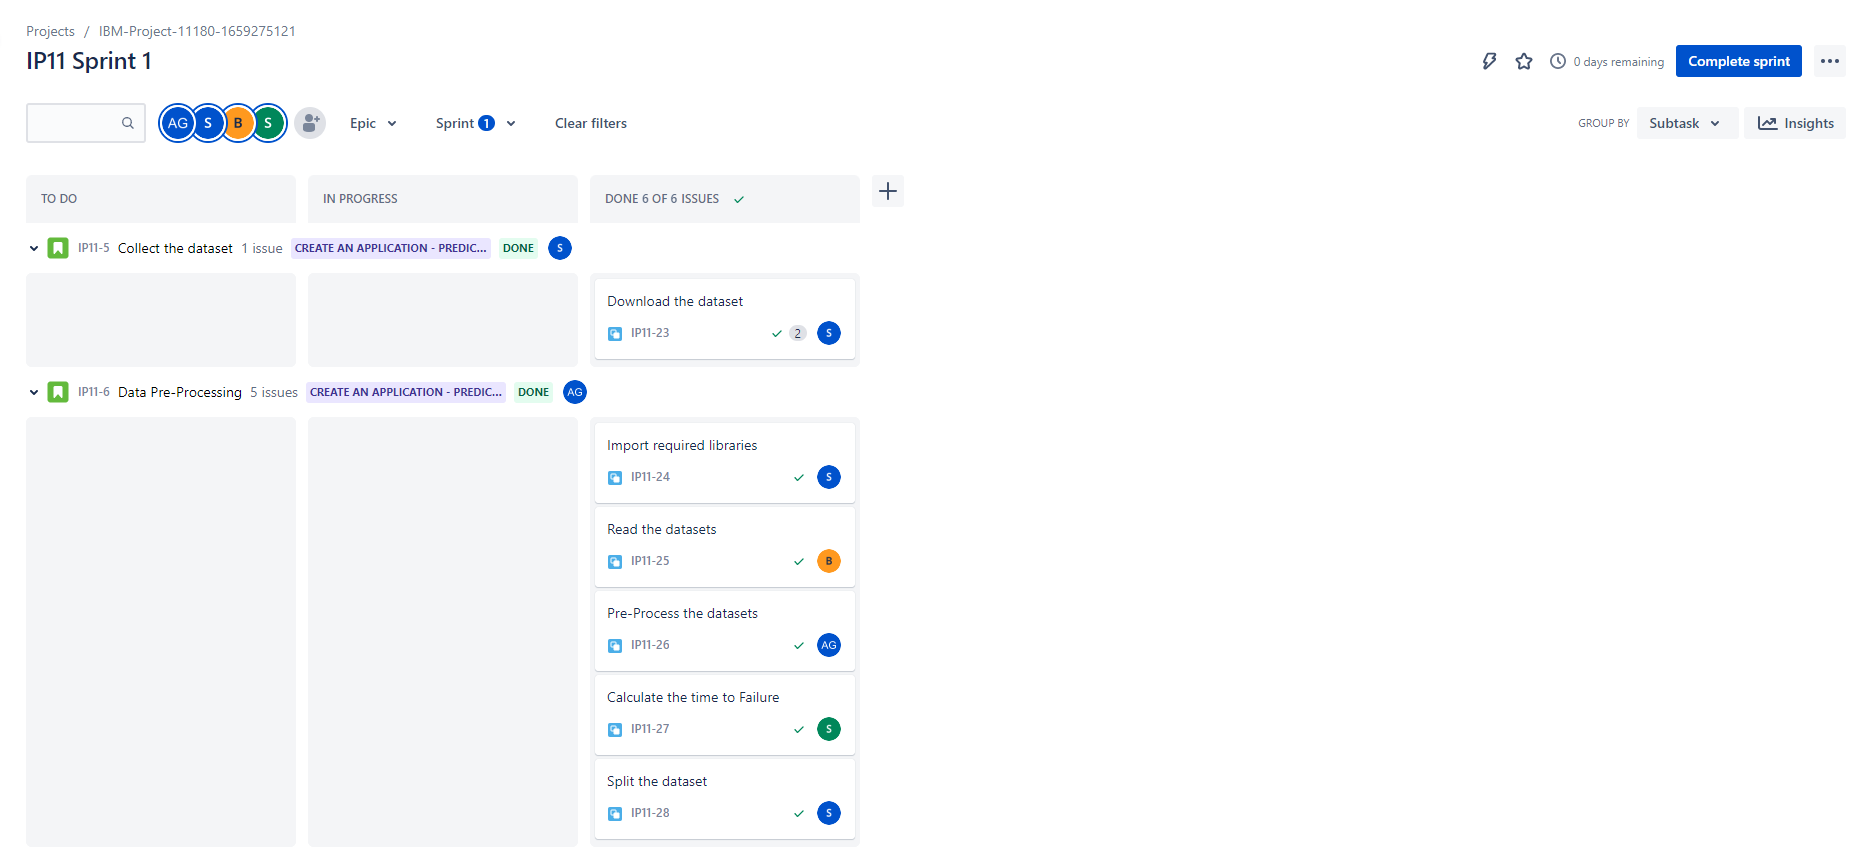 Projects / IBM-Project-11180-1659275121
IP11 Sprint 1
0 days remaining Complete sprint
AG S B S Epic Sprint 1 Clear filters GROUP BY Subtask Insights
TO DO IN PROGRESS DONE 6 OF 6 ISSUES
IP11-5 Collect the dataset 1 issue CREATE AN APPLICATION - PREDIC... DONE S
Download the dataset
IP11-23 2 S
IP11-6 Data Pre-Processing 5 issues CREATE AN APPLICATION - PREDIC... DONE AG
Import required libraries
IP11-24 S
Read the datasets
IP11-25 B
Pre-Process the datasets
IP11-26 AG
Calculate the time to Failure
IP11-27 S
Split the dataset
IP11-28 S